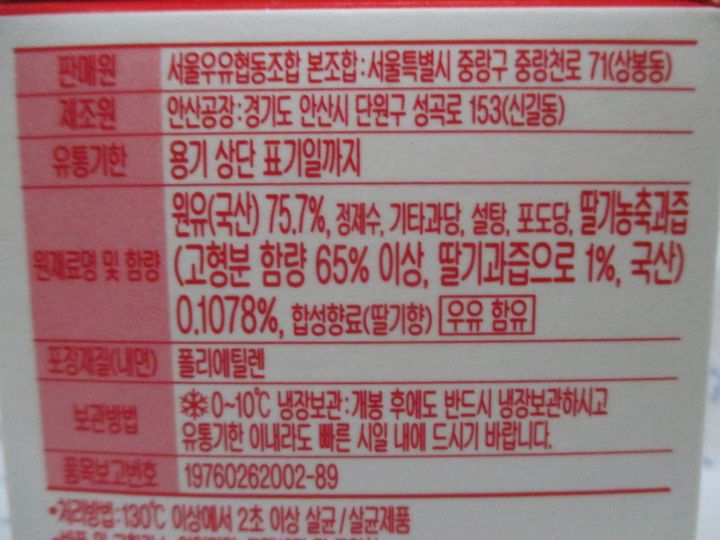 판매원 서울우유협동조합 본조합:서울특별시 중랑구 중랑천로 71(상봉동)
제조원 안산공장:경기도 안산시 단원구 성곡로 153(신길동)
유통기한 용기 상단 표기일까지
원재료명 및 함량 원유(국산) 75.7%, 정제수, 기타과당, 설탕, 포도당, 딸기농축과즙
(고형분 함량 65% 이상, 딸기과즙으로 1%, 국산)
0.1078%, 합성향료(딸기향) 우유 함유
포장재질(내면) 폴리에틸렌
보관방법 ❄0~10℃ 냉장보관:개봉 후에도 반드시 냉장보관하시고
유통기한 이내라도 빠른 시일 내에 드시기 바랍니다.
품목보고번호 19760262002-89
•처리방법:130℃ 이상에서 2초 이상 살균/살균제품